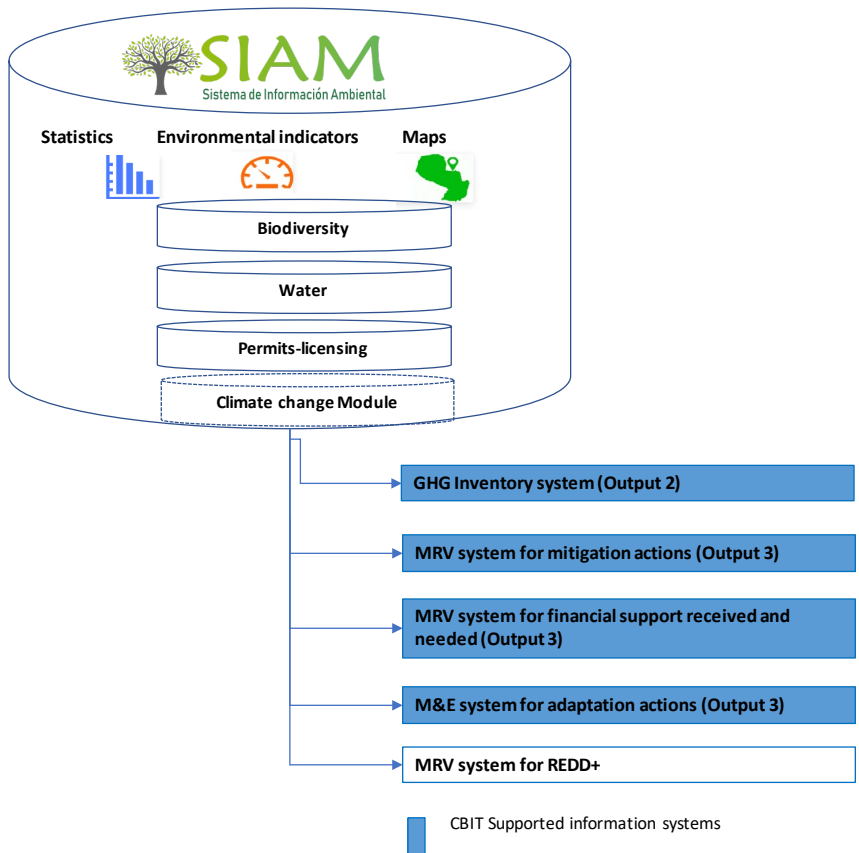 SIAM
Sistema de Información Ambiental
Statistics Environmental indicators Maps
Biodiversity
Water
Permits-licensing
Climate change Module
GHG Inventory system (Output 2)
MRV system for mitigation actions (Output 3)
MRV system for financial support received and
needed (Output 3)
M&E system for adaptation actions (Output 3)
MRV system for REDD+
CBIT Supported information systems